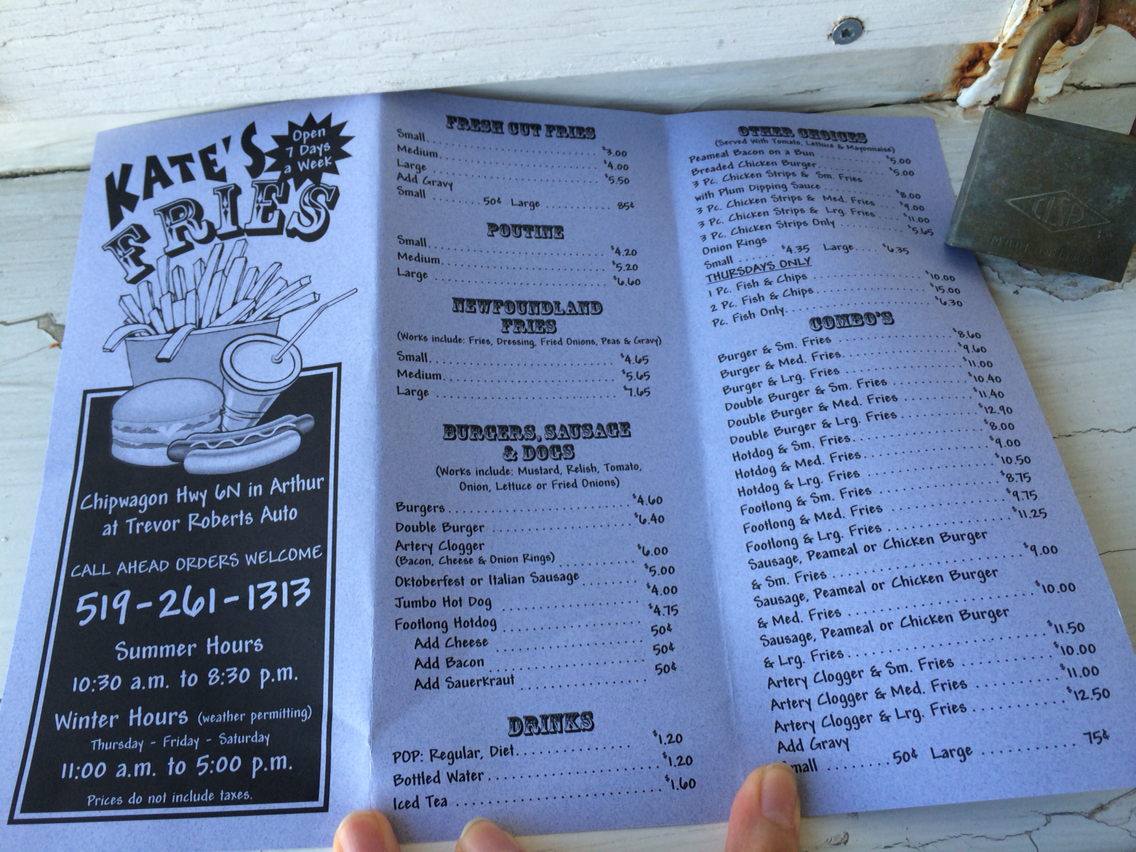 KATE'S
FRIES
Open
7 Days
a Week
Chipwagon Hwy 6N in Arthur
at Trevor Roberts Auto
CALL AHEAD ORDERS WELCOME
519-261-1313
Summer Hours
10:30 a.m. to 8:30 p.m.
Winter Hours (weather permitting)
Thursday - Friday - Saturday
11:00 a.m. to 5:00 p.m.
Prices do not include taxes.
FRESH CUT FRIES
Small $3.00
Medium $4.00
Large $5.50
Add Gravy
Small 50¢ Large 85¢
POUTINE
Small $4.20
Medium $5.20
Large $6.60
NEWFOUNDLAND
FRIES
(Works include: Fries, Dressing, Fried Onions, Peas & Gravy)
Small $4.65
Medium $5.65
Large $7.65
BURGERS, SAUSAGE
& DOGS
(Works include: Mustard, Relish, Tomato,
Onion, Lettuce or Fried Onions)
Burgers $4.60
Double Burger $6.40
Artery Clogger
(Bacon, Cheese & Onion Rings) $6.00
Oktoberfest or Italian Sausage $5.00
Jumbo Hot Dog $4.00
Footlong Hotdog $4.75
Add Cheese 50¢
Add Bacon 50¢
Add Sauerkraut 50¢
DRINKS
POP: Regular, Diet $1.20
Bottled Water $1.20
Iced Tea $1.60
OTHER CHOICES
(Served With Tomato, Lettuce & Mayonnaise)
Peameal Bacon on a Bun $5.00
Breaded Chicken Burger $5.00
3 Pc. Chicken Strips & Sm. Fries
with Plum Dipping Sauce $8.00
3 Pc. Chicken Strips & Med. Fries $9.00
3 Pc. Chicken Strips & Lrg. Fries $11.00
3 Pc. Chicken Strips Only $5.65
Onion Rings
Small $4.35 Large $6.35
THURSDAYS ONLY
1 Pc. Fish & Chips $10.00
2 Pc. Fish & Chips $15.00
Pc. Fish Only $6.30
COMBO'S
Burger & Sm. Fries $8.60
Burger & Med. Fries $9.60
Burger & Lrg. Fries $11.00
Double Burger & Sm. Fries $10.40
Double Burger & Med. Fries $11.40
Double Burger & Lrg. Fries $12.90
Hotdog & Sm. Fries $8.00
Hotdog & Med. Fries $9.00
Hotdog & Lrg. Fries $10.50
Footlong & Sm. Fries $8.75
Footlong & Med. Fries $9.75
Footlong & Lrg. Fries $11.25
Sausage, Peameal or Chicken Burger
& Sm. Fries $9.00
Sausage, Peameal or Chicken Burger
& Med. Fries $10.00
Sausage, Peameal or Chicken Burger
& Lrg. Fries $11.50
Artery Clogger & Sm. Fries $10.00
Artery Clogger & Med. Fries $11.00
Artery Clogger & Lrg. Fries $12.50
Add Gravy
Small 50¢ Large 75¢